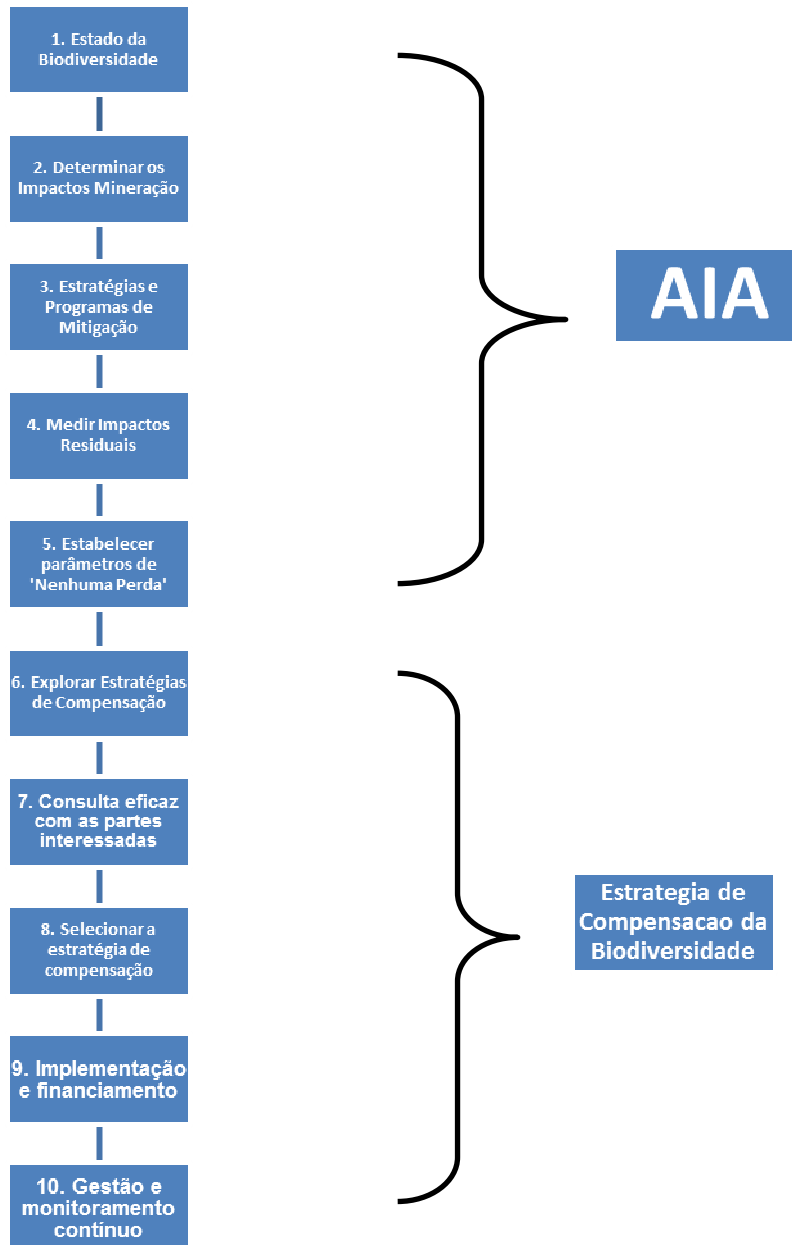 1. Estado da
Biodiversidade
2. Determinar os
Impactos Mineração
3. Estratégias e
Programas de
Mitigação
4. Medir Impactos
Residuais
5. Estabelecer
parâmetros de
'Nenhuma Perda'
AIA
6. Explorar Estratégias
de Compensação
7. Consulta eficaz
com as partes
interessadas
8. Selecionar a
estratégia de
compensação
9. Implementação
e financiamento
10. Gestão e
monitoramento
contínuo
Estrategia de
Compensacao da
Biodiversidade